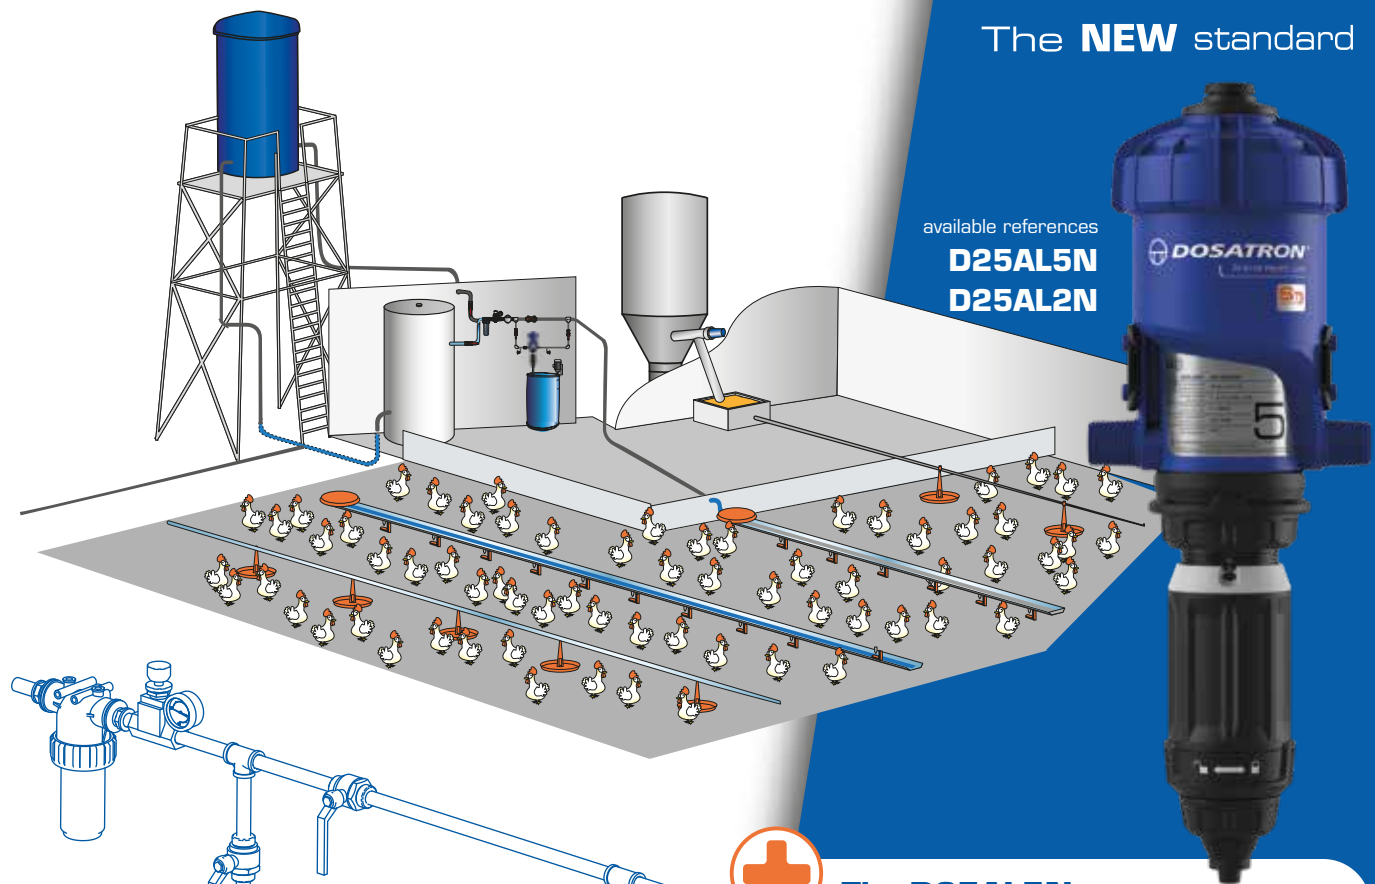 The NEW standard
available references
D25AL5N
D25AL2N
DOSATRON
5